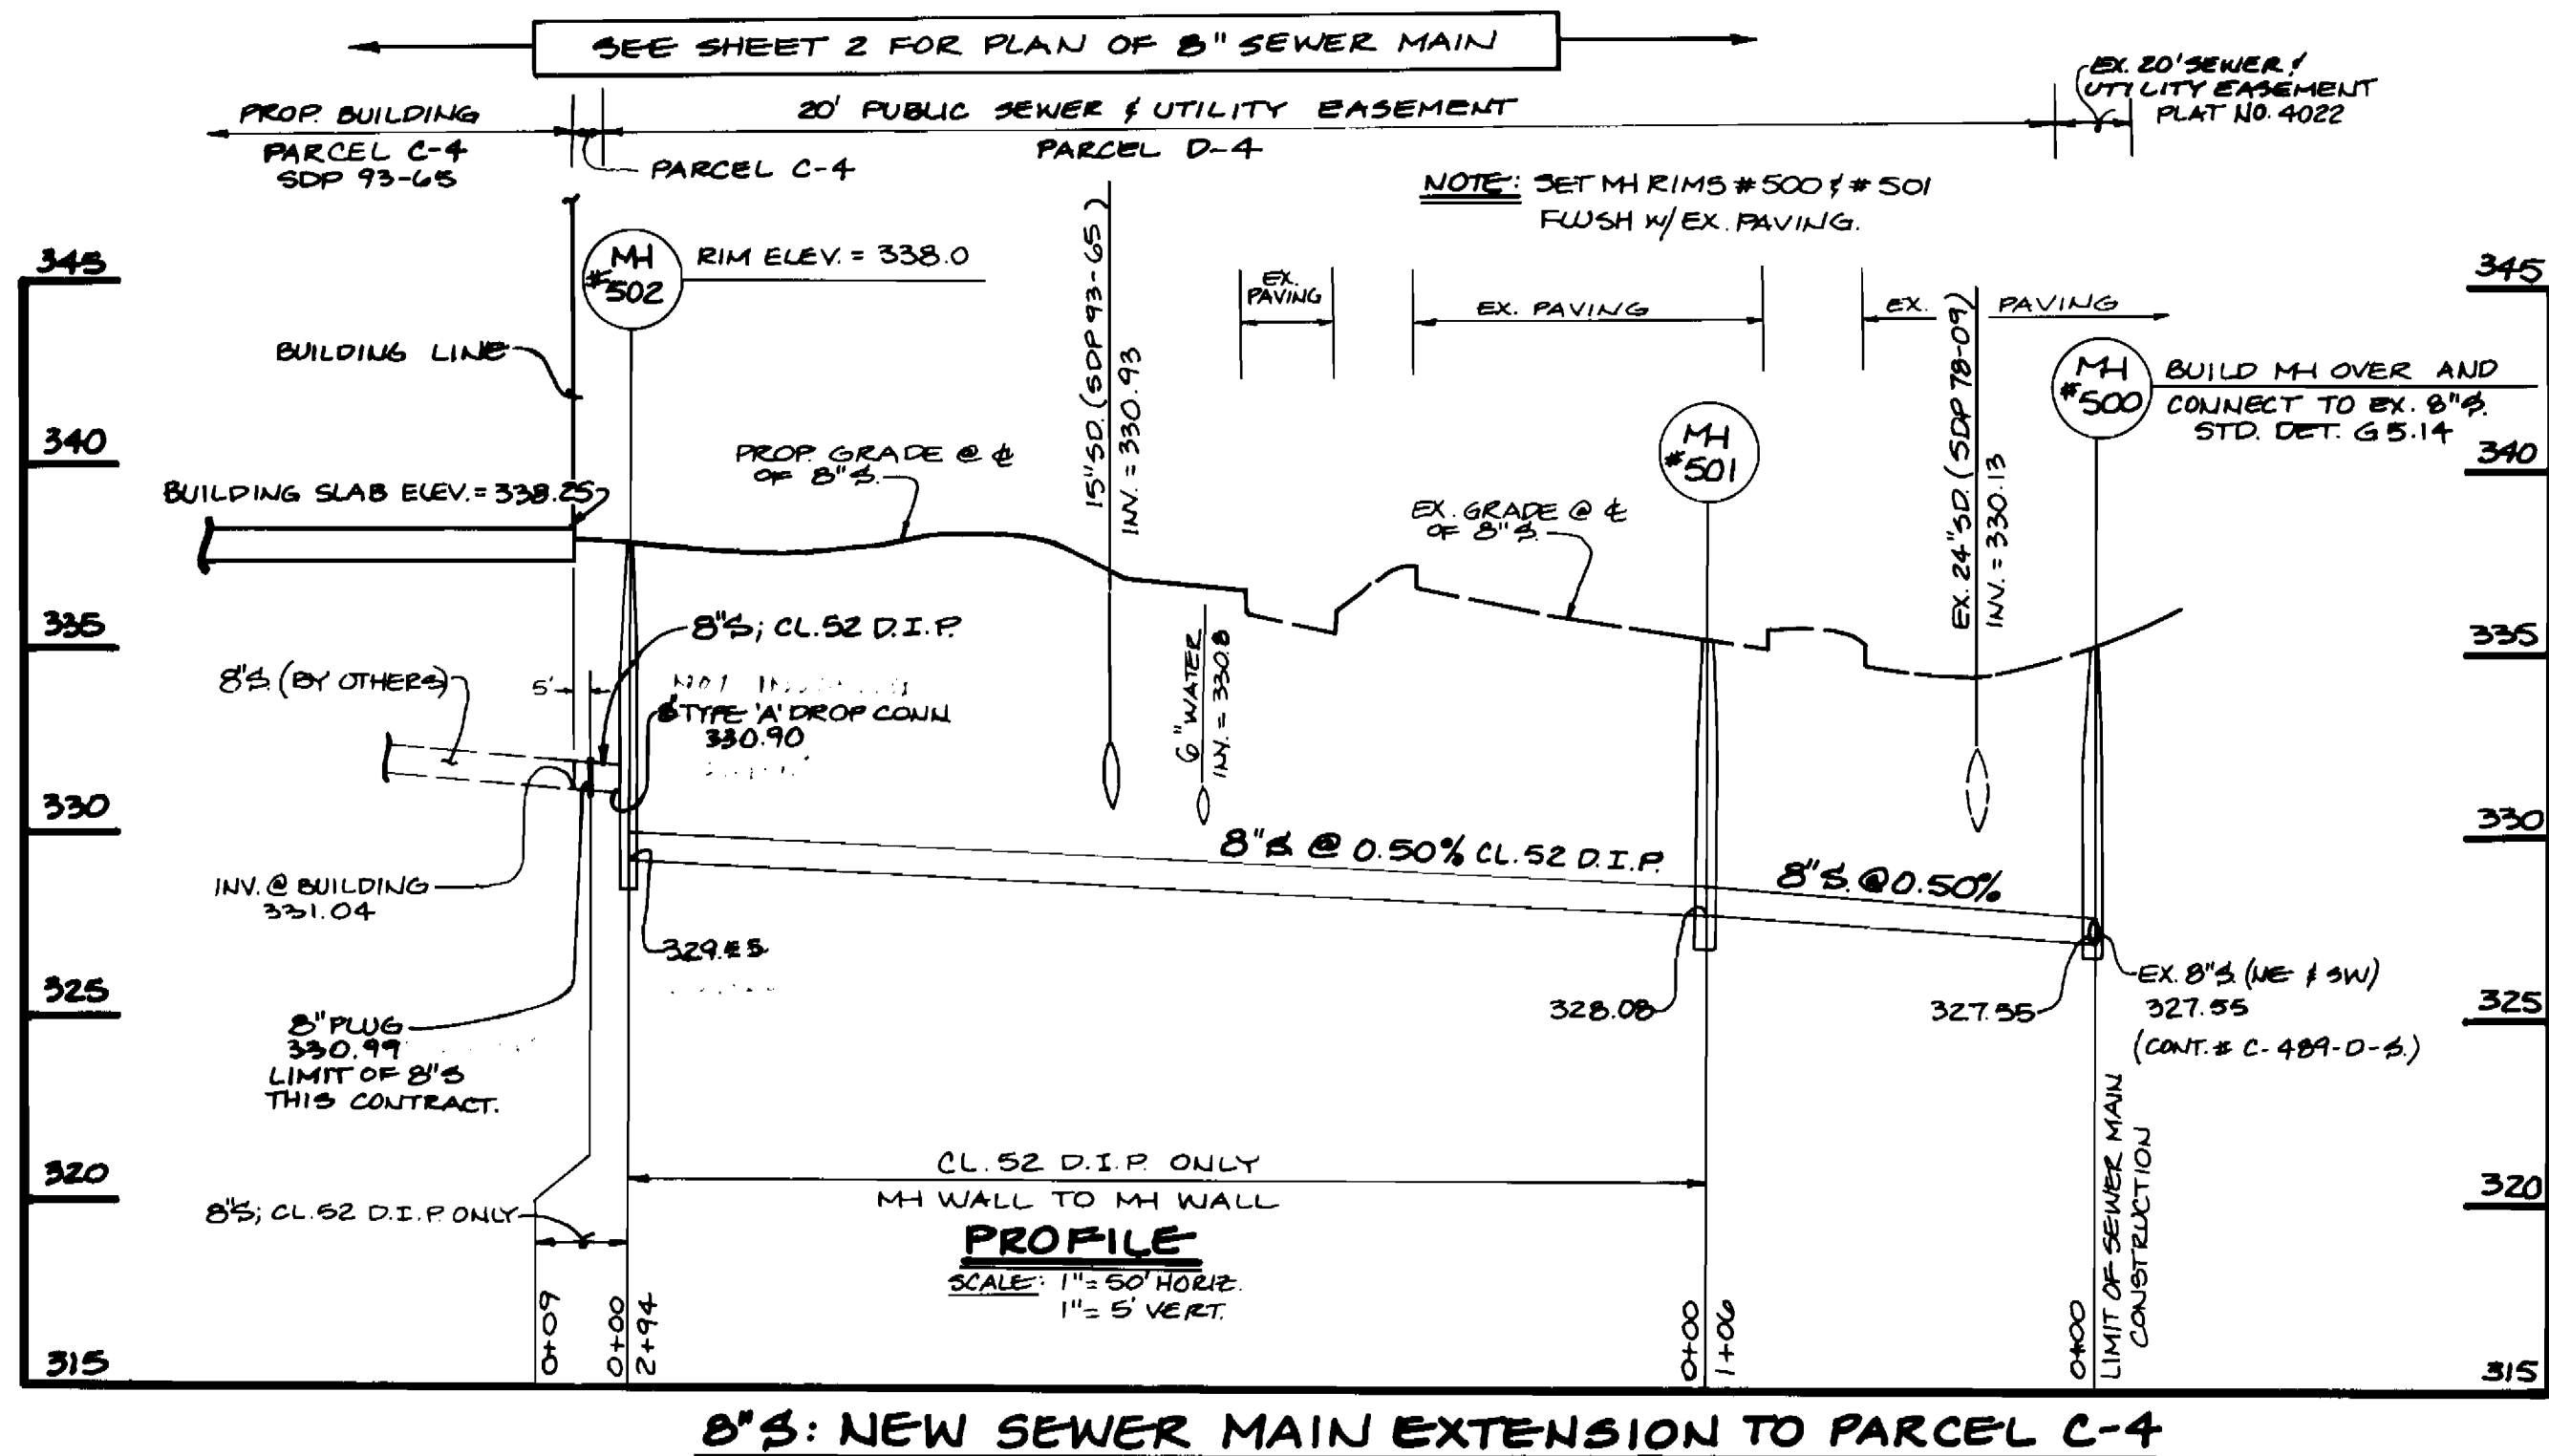 SEE SHEET 2 FOR PLAN OF 8" SEWER MAIN
PROP. BUILDING
PARCEL C-4
SDP 93-65
20' PUBLIC SEWER & UTILITY EASEMENT
PARCEL D-4
PARCEL C-4
EX. 20' SEWER &
UTILITY EASEMENT
PLAT NO. 4022
NOTE: SET MH RIMS #500 & #501
FLUSH W/ EX. PAVING.
345
340
335
330
325
320
315
MH
#502
RIM ELEV. = 338.0
BUILDING LINE
BUILDING SLAB ELEV. = 338.25
PROP. GRADE @ ℄
OF 8"S.
15"SD. (SDP 93-65)
INV. = 330.93
EX.
PAVING
EX. PAVING
EX. PAVING
EX. 24"SD. (SDP 78-09)
INV. = 330.13
MH
#501
EX. GRADE @ ℄
OF 8"S.
MH
#500
BUILD MH OVER AND
CONNECT TO EX. 8"S.
STD. DET. G5.14
345
340
335
330
325
320
315
8"S; CL.52 D.I.P.
8"S. (BY OTHERS)
5'
TYPE 'A' DROP CONN.
330.90
6" WATER
INV. = 330.8
8"S @ 0.50% CL.52 D.I.P.
8"S. @ 0.50%
INV. @ BUILDING
331.04
8" PLUG
330.99
LIMIT OF 8"S
THIS CONTRACT.
328.08
327.55
EX. 8"S. (NE & SW)
327.55
(CONT. # C-489-D-S.)
CL.52 D.I.P. ONLY
MH WALL TO MH WALL
8"S; CL.52 D.I.P. ONLY
PROFILE
SCALE: 1"= 50' HORIZ.
1"= 5' VERT.
0+09
0+00
2+94
0+00
1+06
0+00
LIMIT OF SEWER MAIN
CONSTRUCTION
8"S: NEW SEWER MAIN EXTENSION TO PARCEL C-4